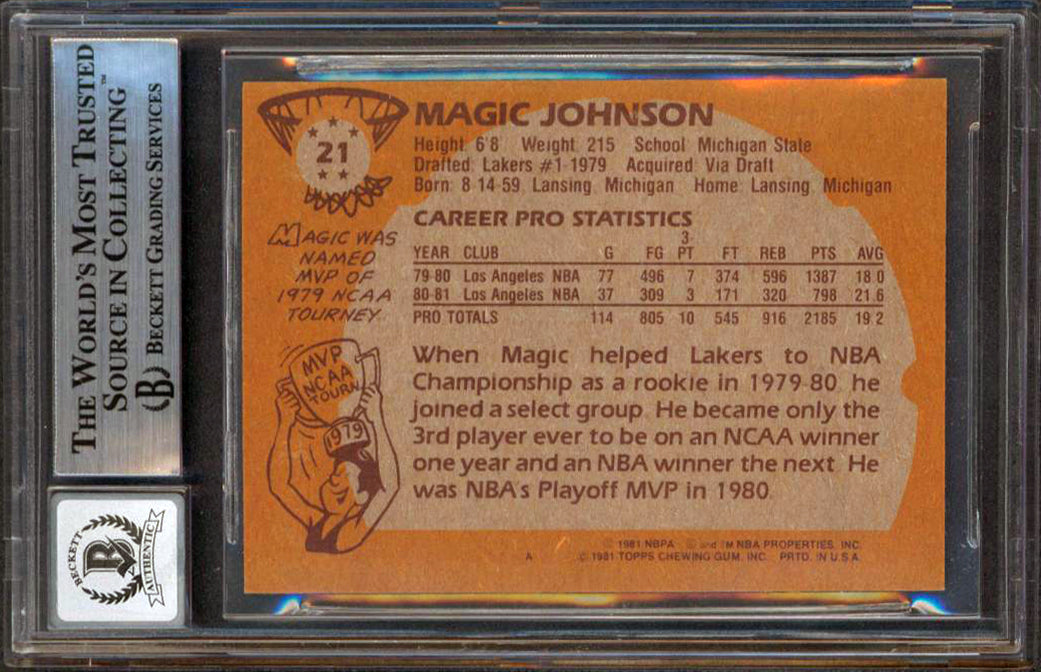 THE WORLD'S MOST TRUSTED
SOURCE IN COLLECTING™
B BECKETT GRADING SERVICES
BECKETT
B
AUTHENTIC
21
MAGIC JOHNSON
Height: 6'8" Weight: 215 School: Michigan State
Drafted: Lakers #1-1979 Acquired: Via Draft
Born: 8-14-59, Lansing, Michigan Home: Lansing, Michigan
MAGIC WAS
NAMED
MVP OF
1979 NCAA
TOURNEY.
MVP
NCAA
TOURN
1979
CAREER PRO STATISTICS
YEAR CLUB G FG 3-PT FT REB PTS AVG
79-80 Los Angeles NBA 77 496 7 374 596 1387 18.0
80-81 Los Angeles NBA 37 309 3 171 320 798 21.6
PRO TOTALS 114 805 10 545 916 2185 19.2
When Magic helped Lakers to NBA
Championship as a rookie in 1979-80, he
joined a select group. He became only the
3rd player ever to be on an NCAA winner
one year and an NBA winner the next. He
was NBA's Playoff MVP in 1980.
© 1981 NBPA ® and TM NBA PROPERTIES, INC.
A © 1981 TOPPS CHEWING GUM, INC. PRTD. IN U.S.A.